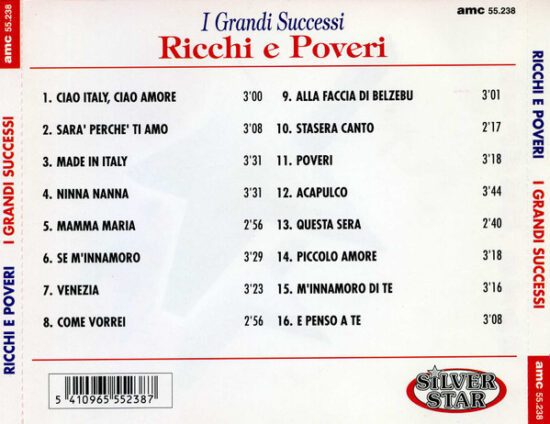 amc 55.238
I Grandi Successi
Ricchi e Poveri
1. CIAO ITALY, CIAO AMORE 3'00
2. SARA' PERCHE' TI AMO 3'08
3. MADE IN ITALY 3'31
4. NINNA NANNA 3'31
5. MAMMA MARIA 2'56
6. SE M'INNAMORO 3'29
7. VENEZIA 3'23
8. COME VORREI 2'56
9. ALLA FACCIA DI BELZEBU 3'01
10. STASERA CANTO 2'17
11. POVERI 3'18
12. ACAPULCO 3'44
13. QUESTA SERA 2'40
14. PICCOLO AMORE 3'18
15. M'INNAMORO DI TE 3'16
16. E PENSO A TE 3'08
5 410965 552387
SILVER
STAR
RICCHI E POVERI I GRANDI SUCCESSI amc 55.238
RICCHI E POVERI I GRANDI SUCCESSI amc 55.238